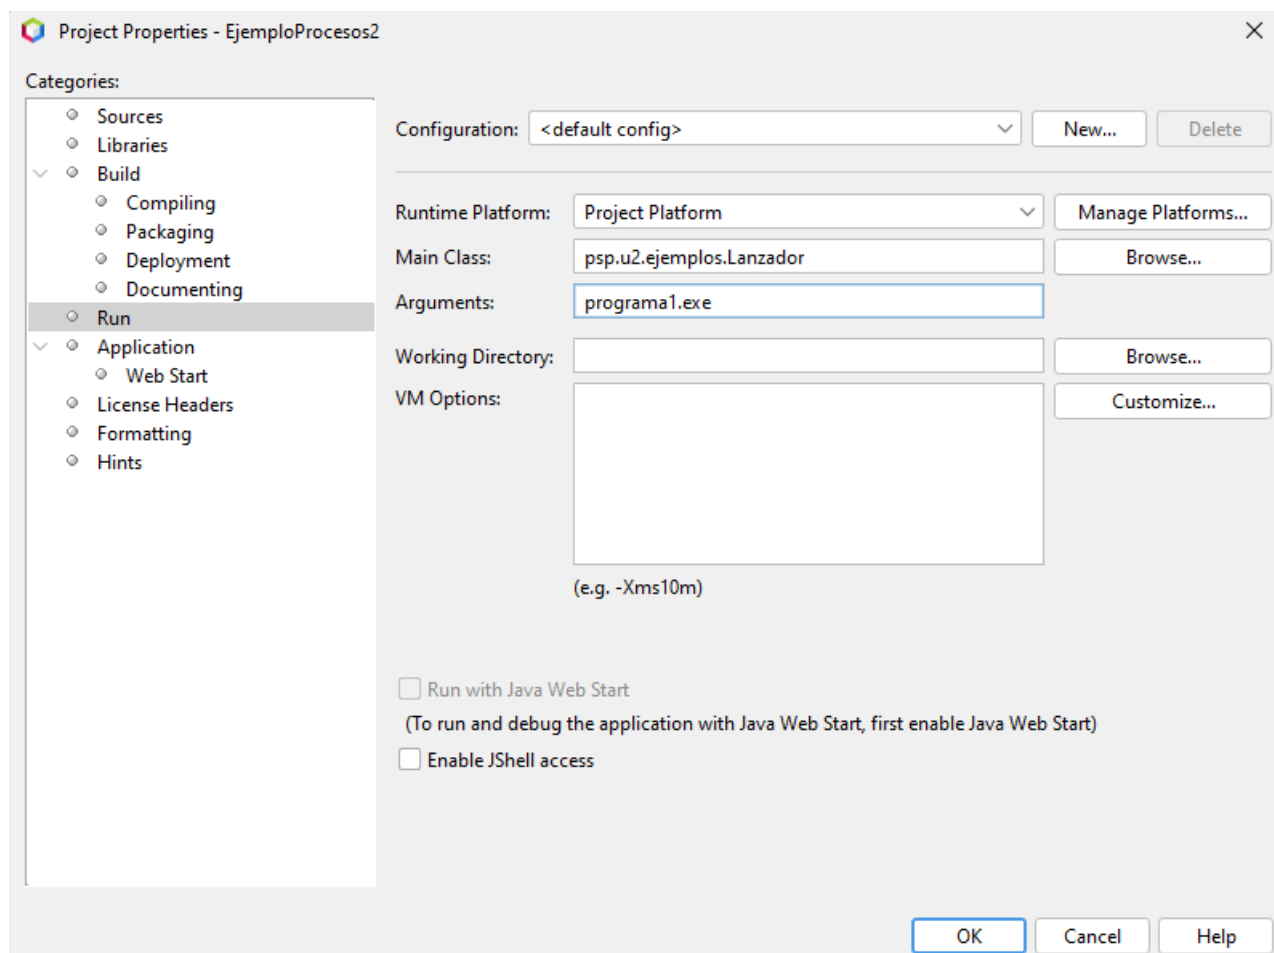 Project Properties - EjemploProcesos2
Categories:
Sources
Libraries
Build
Compiling
Packaging
Deployment
Documenting
Run
Application
Web Start
License Headers
Formatting
Hints
Configuration: <default config> New... Delete
Runtime Platform: Project Platform Manage Platforms...
Main Class: psp.u2.ejemplos.Lanzador Browse...
Arguments: programa1.exe
Working Directory: Browse...
VM Options: Customize...
(e.g. -Xms10m)
Run with Java Web Start
(To run and debug the application with Java Web Start, first enable Java Web Start)
Enable JShell access
OK Cancel Help